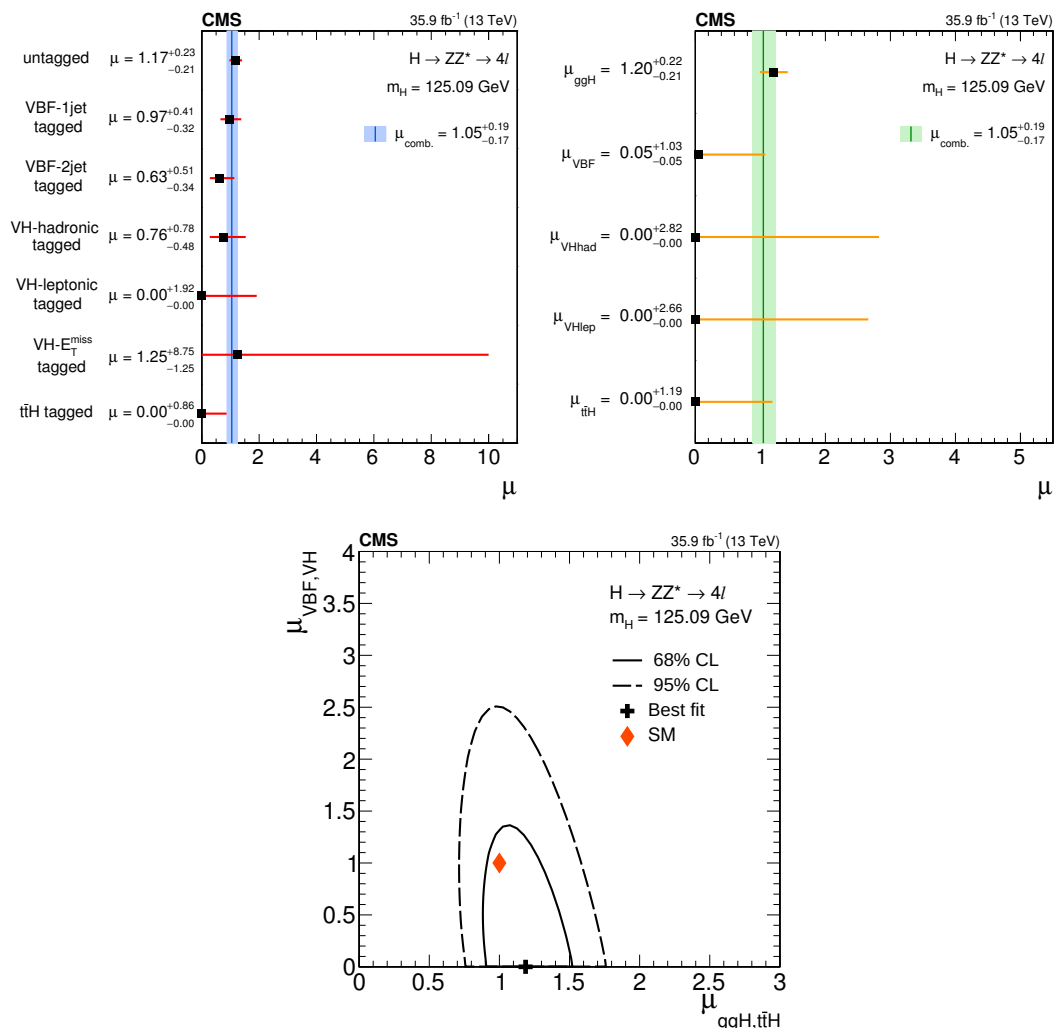 CMS 35.9 fb⁻¹ (13 TeV)
untagged μ = 1.17 +0.23 −0.21
VBF-1jet tagged μ = 0.97 +0.41 −0.32
VBF-2jet tagged μ = 0.63 +0.51 −0.34
VH-hadronic tagged μ = 0.76 +0.78 −0.48
VH-leptonic tagged μ = 0.00 +1.92 −0.00
VH-E_T^miss tagged μ = 1.25 +8.75 −1.25
tt̄H tagged μ = 0.00 +0.86 −0.00
H → ZZ* → 4l
m_H = 125.09 GeV
μ_comb. = 1.05 +0.19 −0.17
0 2 4 6 8 10
μ
CMS 35.9 fb⁻¹ (13 TeV)
μ_ggH = 1.20 +0.22 −0.21
μ_VBF = 0.05 +1.03 −0.05
μ_VHhad = 0.00 +2.82 −0.00
μ_VHlep = 0.00 +2.66 −0.00
μ_tt̄H = 0.00 +1.19 −0.00
H → ZZ* → 4l
m_H = 125.09 GeV
μ_comb. = 1.05 +0.19 −0.17
0 1 2 3 4 5
μ
CMS 35.9 fb⁻¹ (13 TeV)
μ_VBF,VH
4
3.5
3
2.5
2
1.5
1
0.5
0
H → ZZ* → 4l
m_H = 125.09 GeV
68% CL
95% CL
Best fit
SM
0 0.5 1 1.5 2 2.5 3
μ_ggH,tt̄H